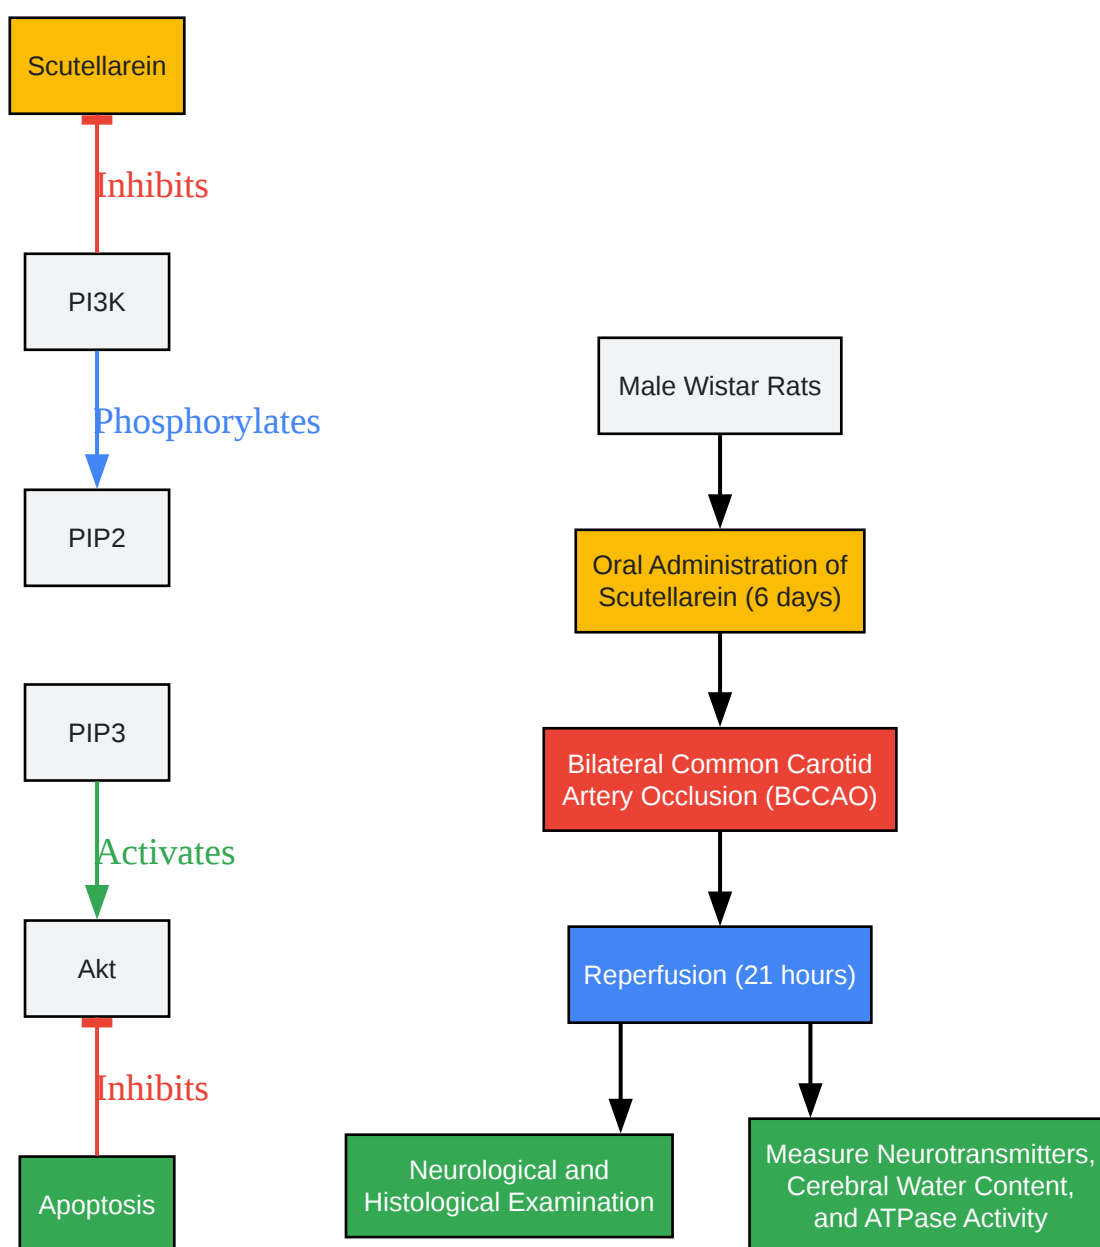 Scutellarein
Inhibits
PI3K
Phosphorylates
PIP2
PIP3
Activates
Akt
Inhibits
Apoptosis
Male Wistar Rats
Oral Administration of
Scutellarein (6 days)
Bilateral Common Carotid
Artery Occlusion (BCCAO)
Reperfusion (21 hours)
Neurological and
Histological Examination
Measure Neurotransmitters,
Cerebral Water Content,
and ATPase Activity